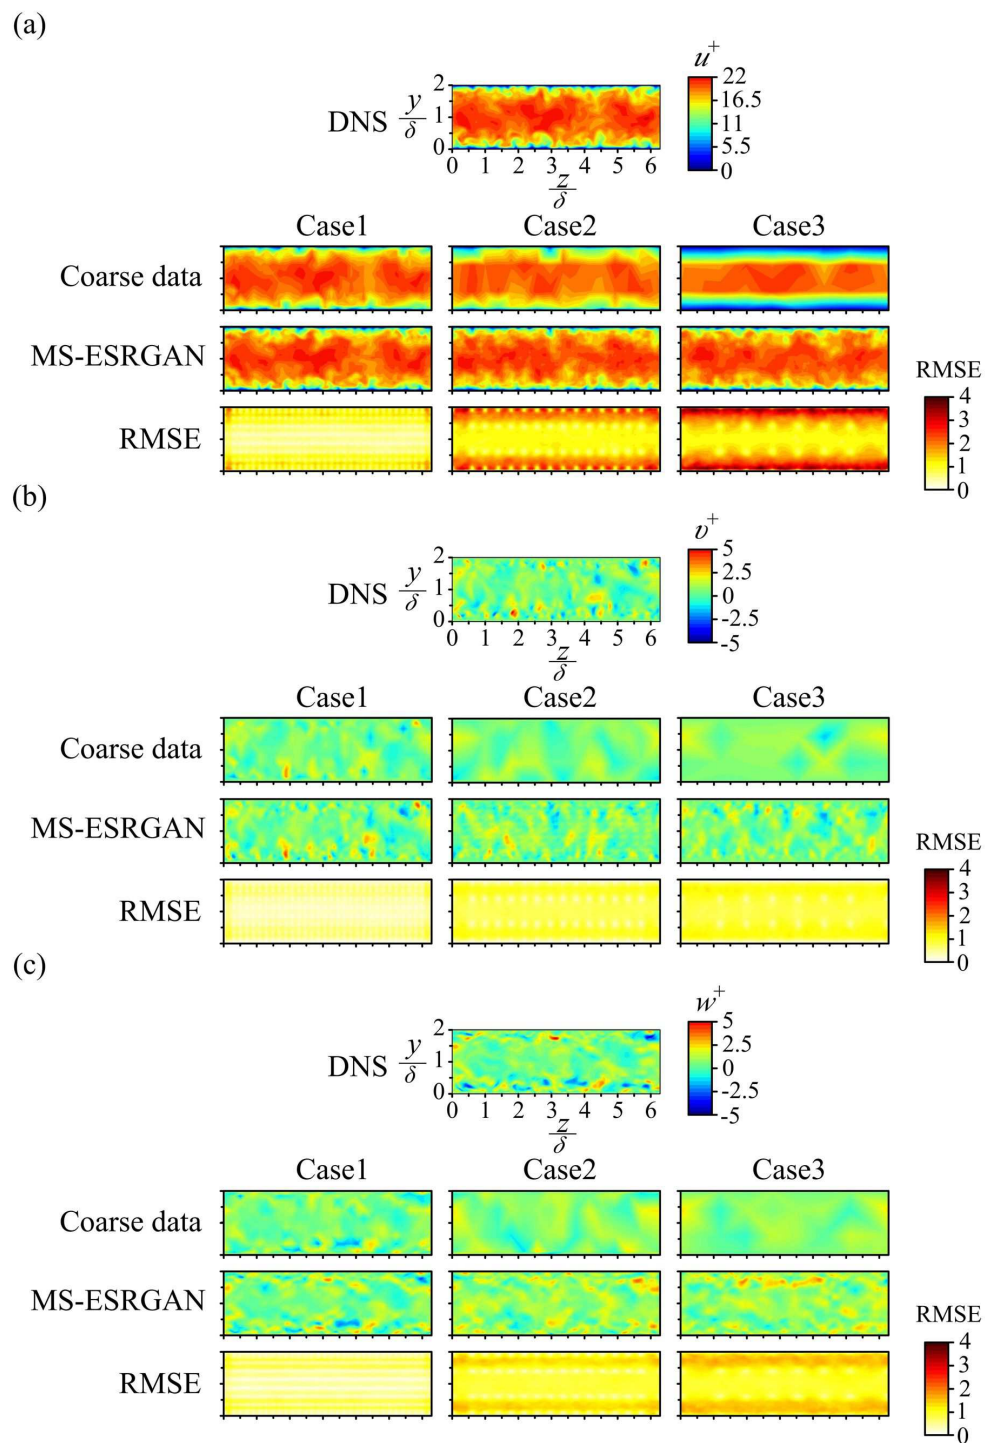 (a)
u+
DNS y/δ
2
1
0
22
16.5
11
5.5
0
0 1 2 3 4 5 6
z/δ
Case1 Case2 Case3
Coarse data
MS-ESRGAN
RMSE
RMSE
4
3
2
1
0
(b)
υ+
DNS y/δ
2
1
0
5
2.5
0
-2.5
-5
0 1 2 3 4 5 6
z/δ
Case1 Case2 Case3
Coarse data
MS-ESRGAN
RMSE
RMSE
4
3
2
1
0
(c)
w+
DNS y/δ
2
1
0
5
2.5
0
-2.5
-5
0 1 2 3 4 5 6
z/δ
Case1 Case2 Case3
Coarse data
MS-ESRGAN
RMSE
RMSE
4
3
2
1
0